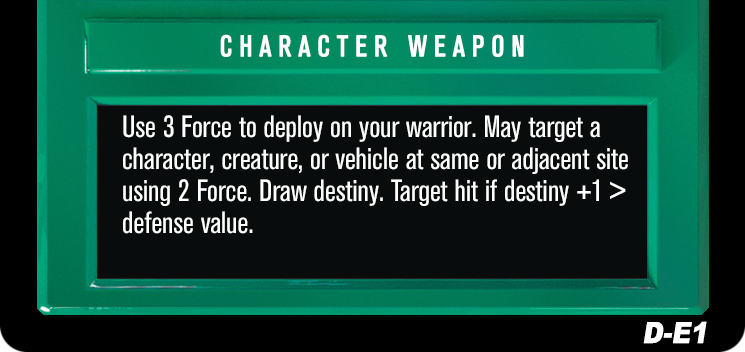 CHARACTER WEAPON
Use 3 Force to deploy on your warrior. May target a
character, creature, or vehicle at same or adjacent site
using 2 Force. Draw destiny. Target hit if destiny +1 >
defense value.
D-E1